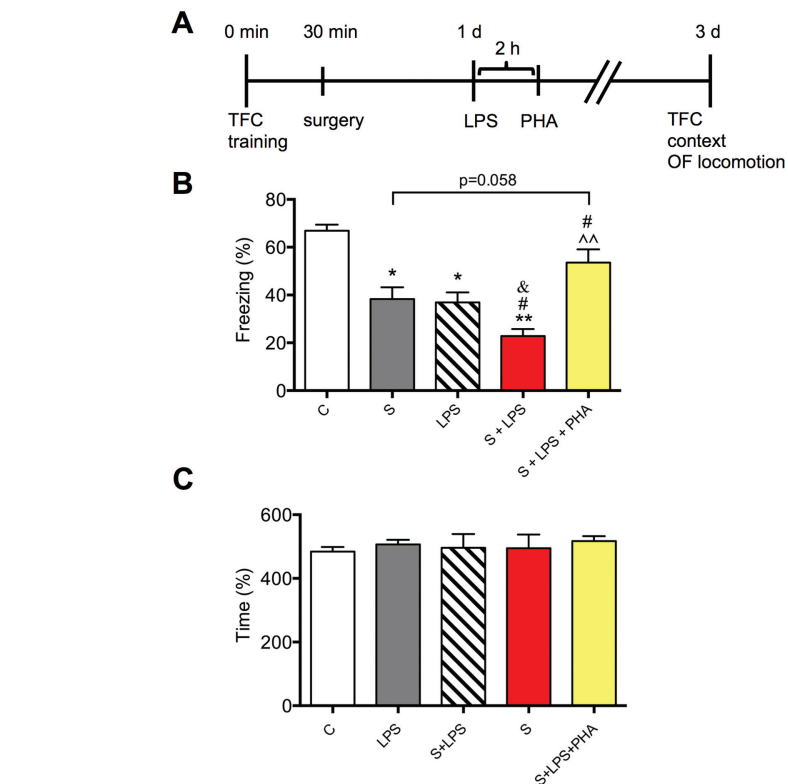 A
0 min 30 min 1 d 3 d
2 h
TFC surgery LPS PHA TFC
training context
OF locomotion
B
p=0.058
80
60
40
20
0
Freezing (%)
*
*
&
#
**
#
^^
C S LPS S + LPS S + LPS + PHA
C
600
400
200
0
Time (%)
C LPS S+LPS S S+LPS+PHA